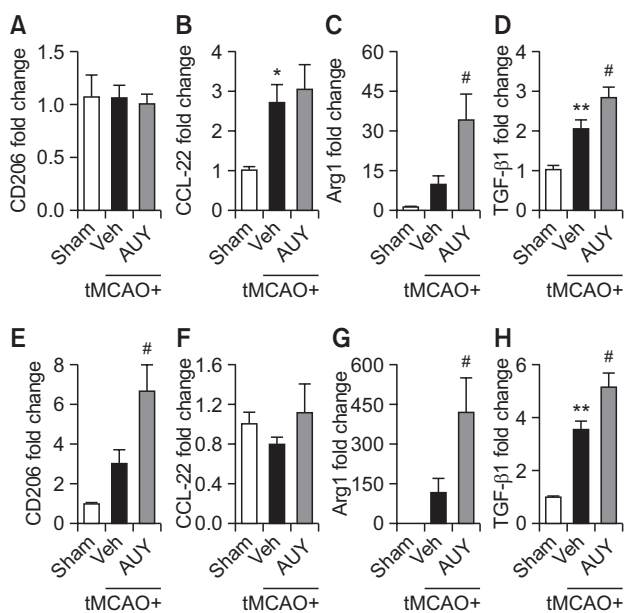 A
CD206 fold change
1.5
1.0
0.5
0.0
Sham
Veh
AUY
tMCAO+
B
CCL-22 fold change
4
3
2
1
0
*
Sham
Veh
AUY
tMCAO+
C
Arg1 fold change
60
45
30
15
0
#
Sham
Veh
AUY
tMCAO+
D
TGF-β1 fold change
4
3
2
1
0
**
#
Sham
Veh
AUY
tMCAO+
E
CD206 fold change
8
6
4
2
0
#
Sham
Veh
AUY
tMCAO+
F
CCL-22 fold change
1.6
1.2
0.8
0.4
0.0
Sham
Veh
AUY
tMCAO+
G
Arg1 fold change
600
450
300
150
0
#
Sham
Veh
AUY
tMCAO+
H
TGF-β1 fold change
6
4
2
0
**
#
Sham
Veh
AUY
tMCAO+